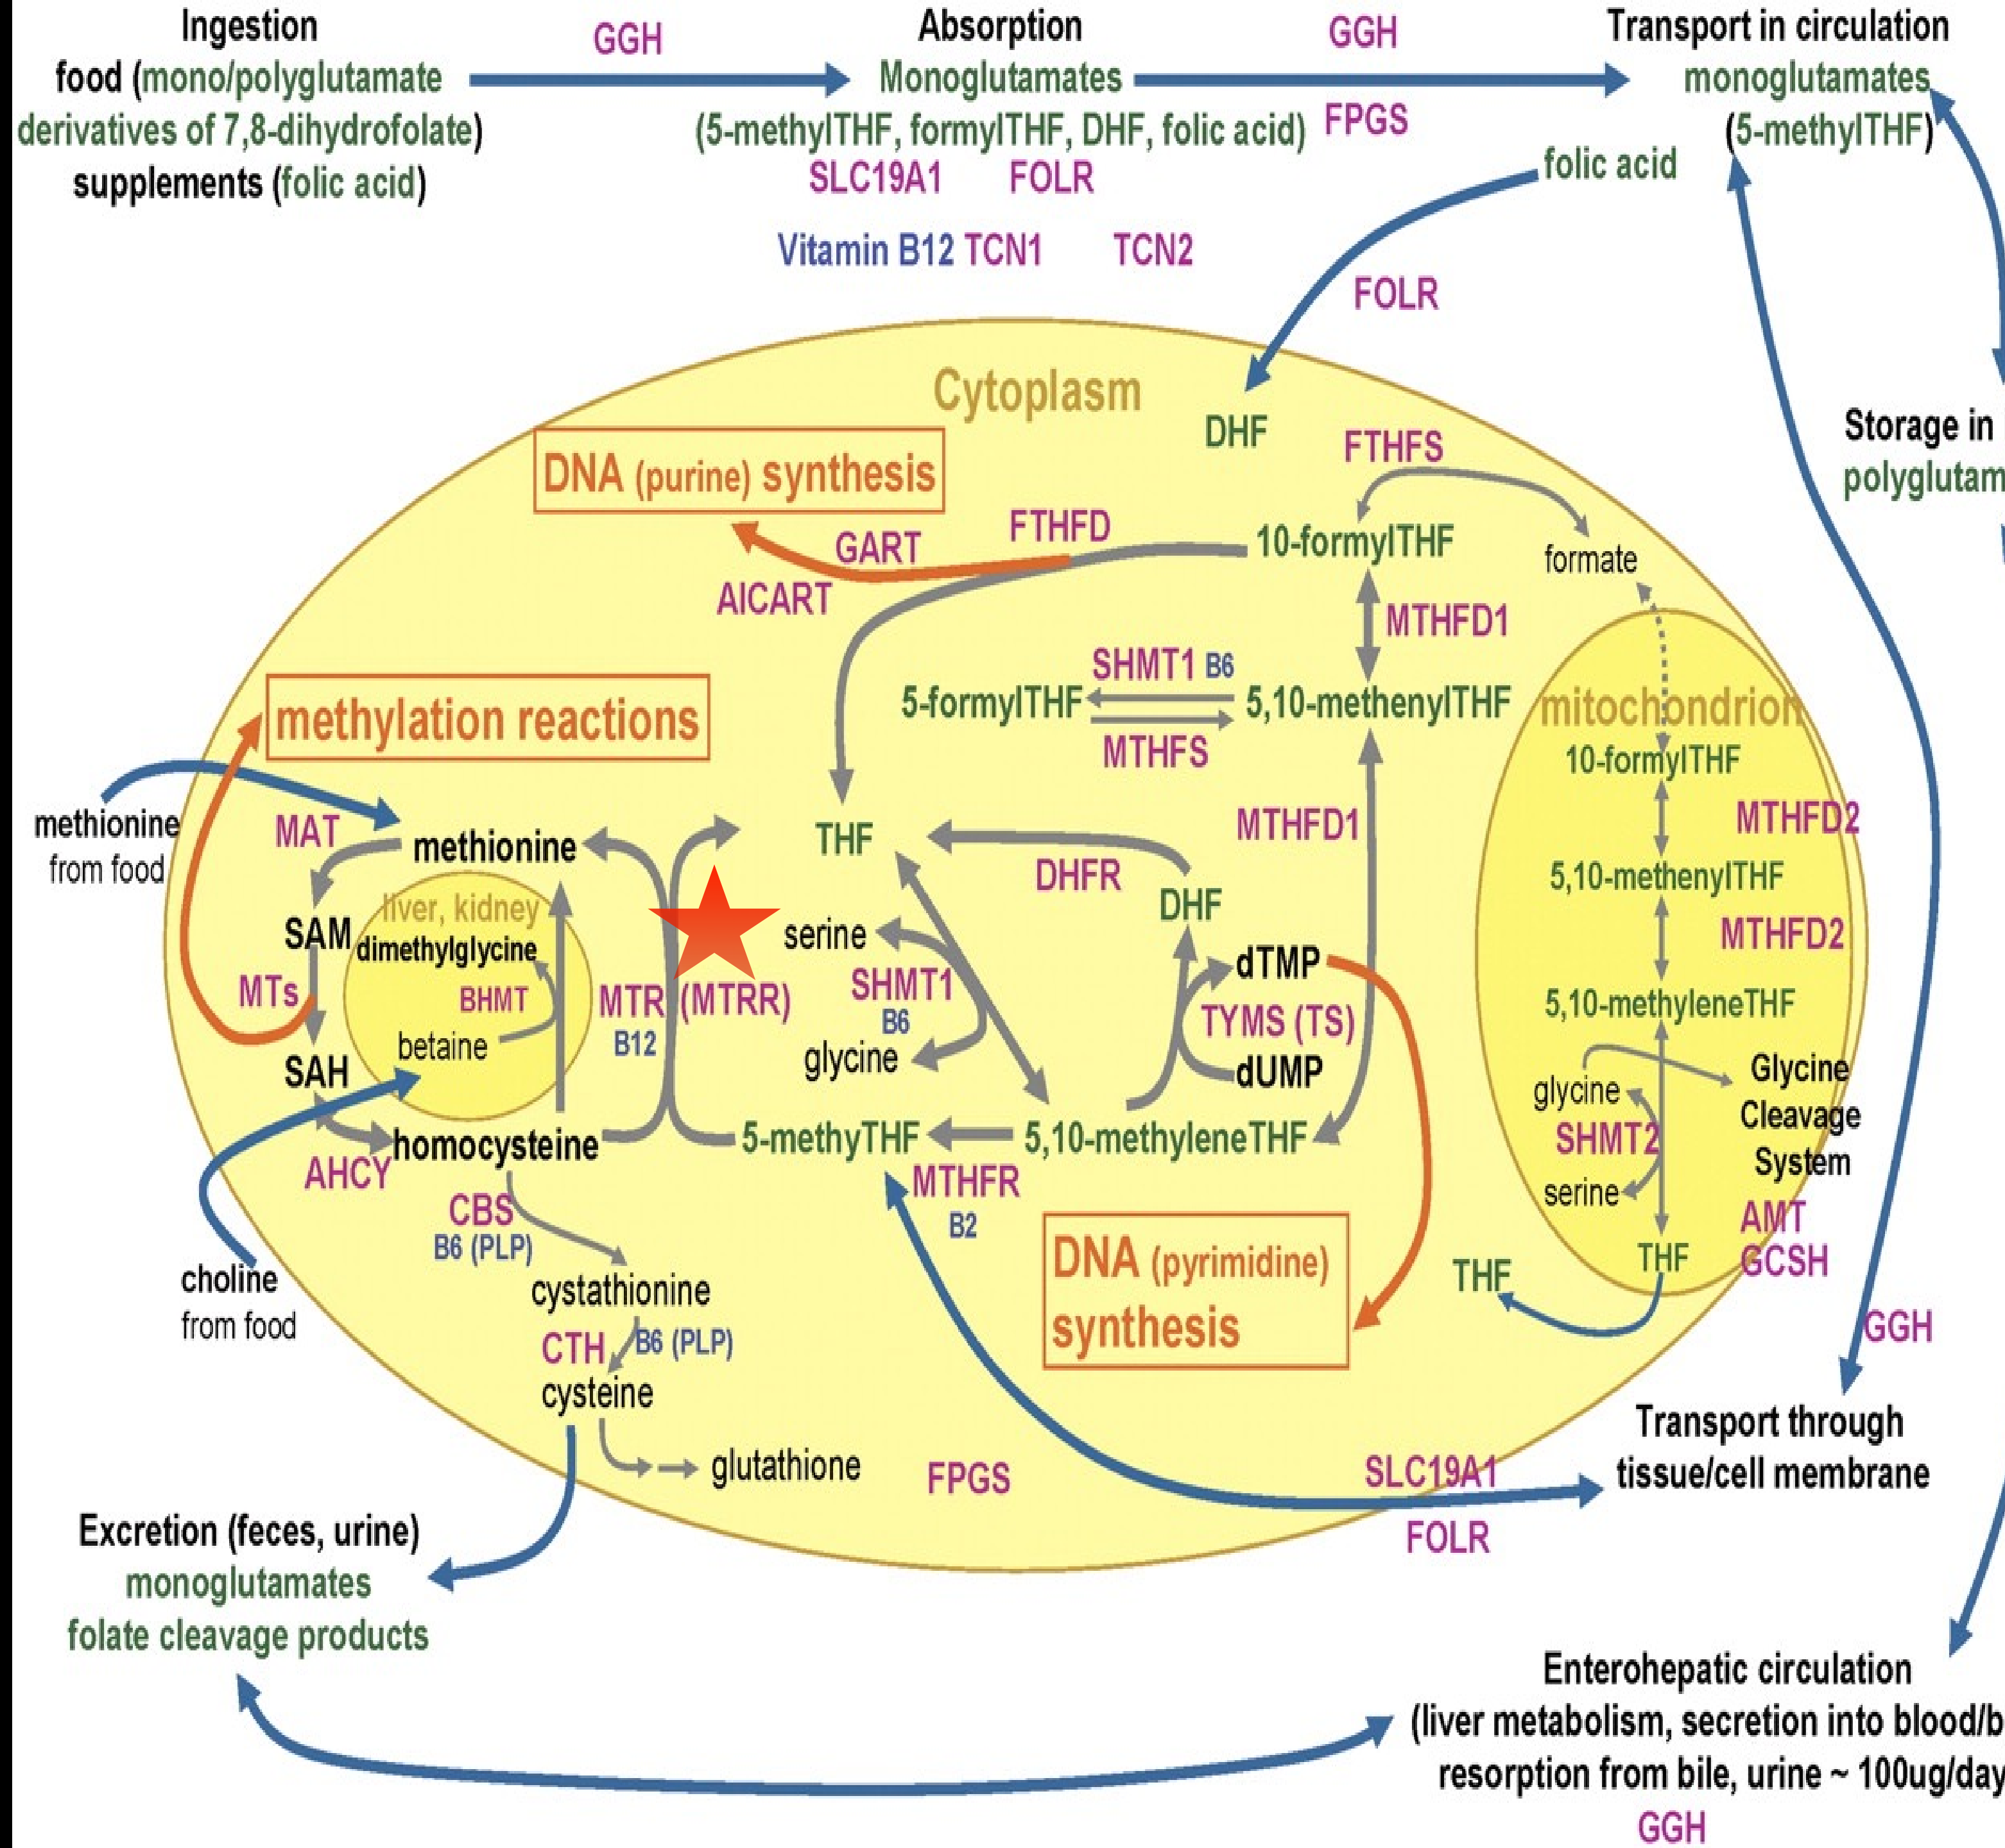 Ingestion
food (mono/polyglutamate
derivatives of 7,8-dihydrofolate)
supplements (folic acid)
GGH
Absorption
Monoglutamates
(5-methylTHF, formylTHF, DHF, folic acid)
SLC19A1 FOLR
Vitamin B12 TCN1 TCN2
GGH
FPGS
Transport in circulation
monoglutamates
(5-methylTHF)
folic acid
FOLR
Storage in
polyglutam
Cytoplasm
DHF
FTHFS
DNA (purine) synthesis
FTHFD
GART
AICART
10-formylTHF
formate
MTHFD1
SHMT1 B6
5-formylTHF
5,10-methenylTHF
MTHFS
mitochondrion
10-formylTHF
MTHFD2
5,10-methenylTHF
MTHFD2
5,10-methyleneTHF
glycine
Glycine
Cleavage
System
SHMT2
serine
AMT
GCSH
THF
THF
methylation reactions
methionine
from food
MAT
methionine
THF
MTHFD1
DHFR
DHF
liver, kidney
SAM
dimethylglycine
serine
dTMP
MTs
BHMT
MTR (MTRR)
B12
SHMT1
B6
TYMS (TS)
betaine
glycine
SAH
dUMP
homocysteine
5-methyTHF
5,10-methyleneTHF
AHCY
MTHFR
B2
CBS
B6 (PLP)
DNA (pyrimidine)
synthesis
choline
from food
cystathionine
CTH
B6 (PLP)
cysteine
glutathione
FPGS
SLC19A1
FOLR
GGH
Transport through
tissue/cell membrane
Excretion (feces, urine)
monoglutamates
folate cleavage products
Enterohepatic circulation
(liver metabolism, secretion into blood/b
resorption from bile, urine ~ 100ug/day
GGH